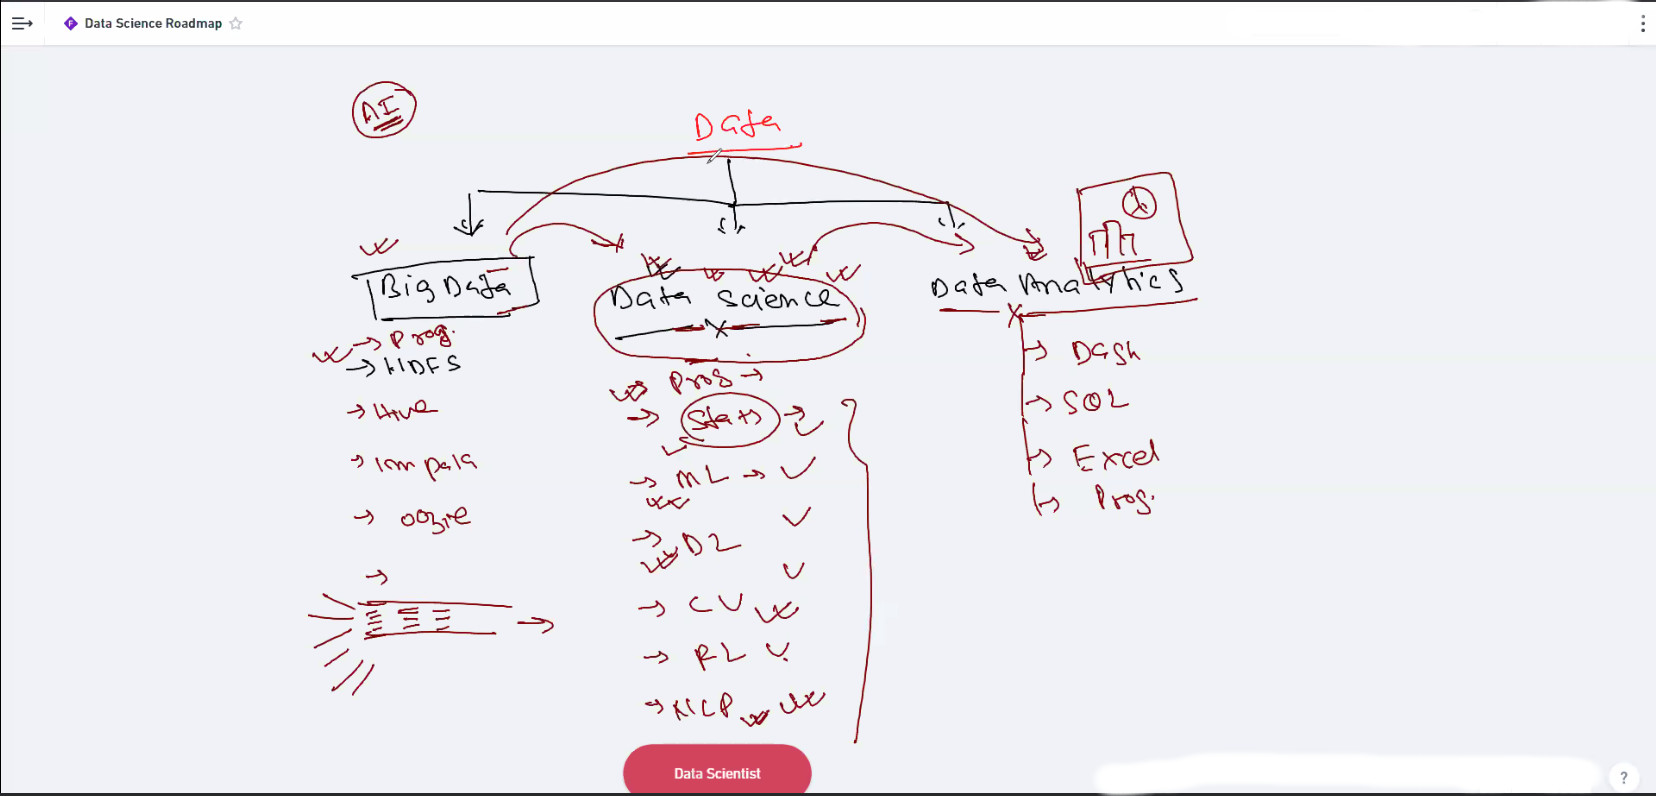 Data Science Roadmap
AI
Data
Big Data
Data Science
Data Analytics
→ Prog.
→ HDFS
→ Hive
→ Impala
→ oozie
→
Prog →
→ Stats →
→ ML →
→ DL
→ CV
→ RL
→ NLP
→ Dash
→ SQL
→ Excel
→ Prog.
Data Scientist
?